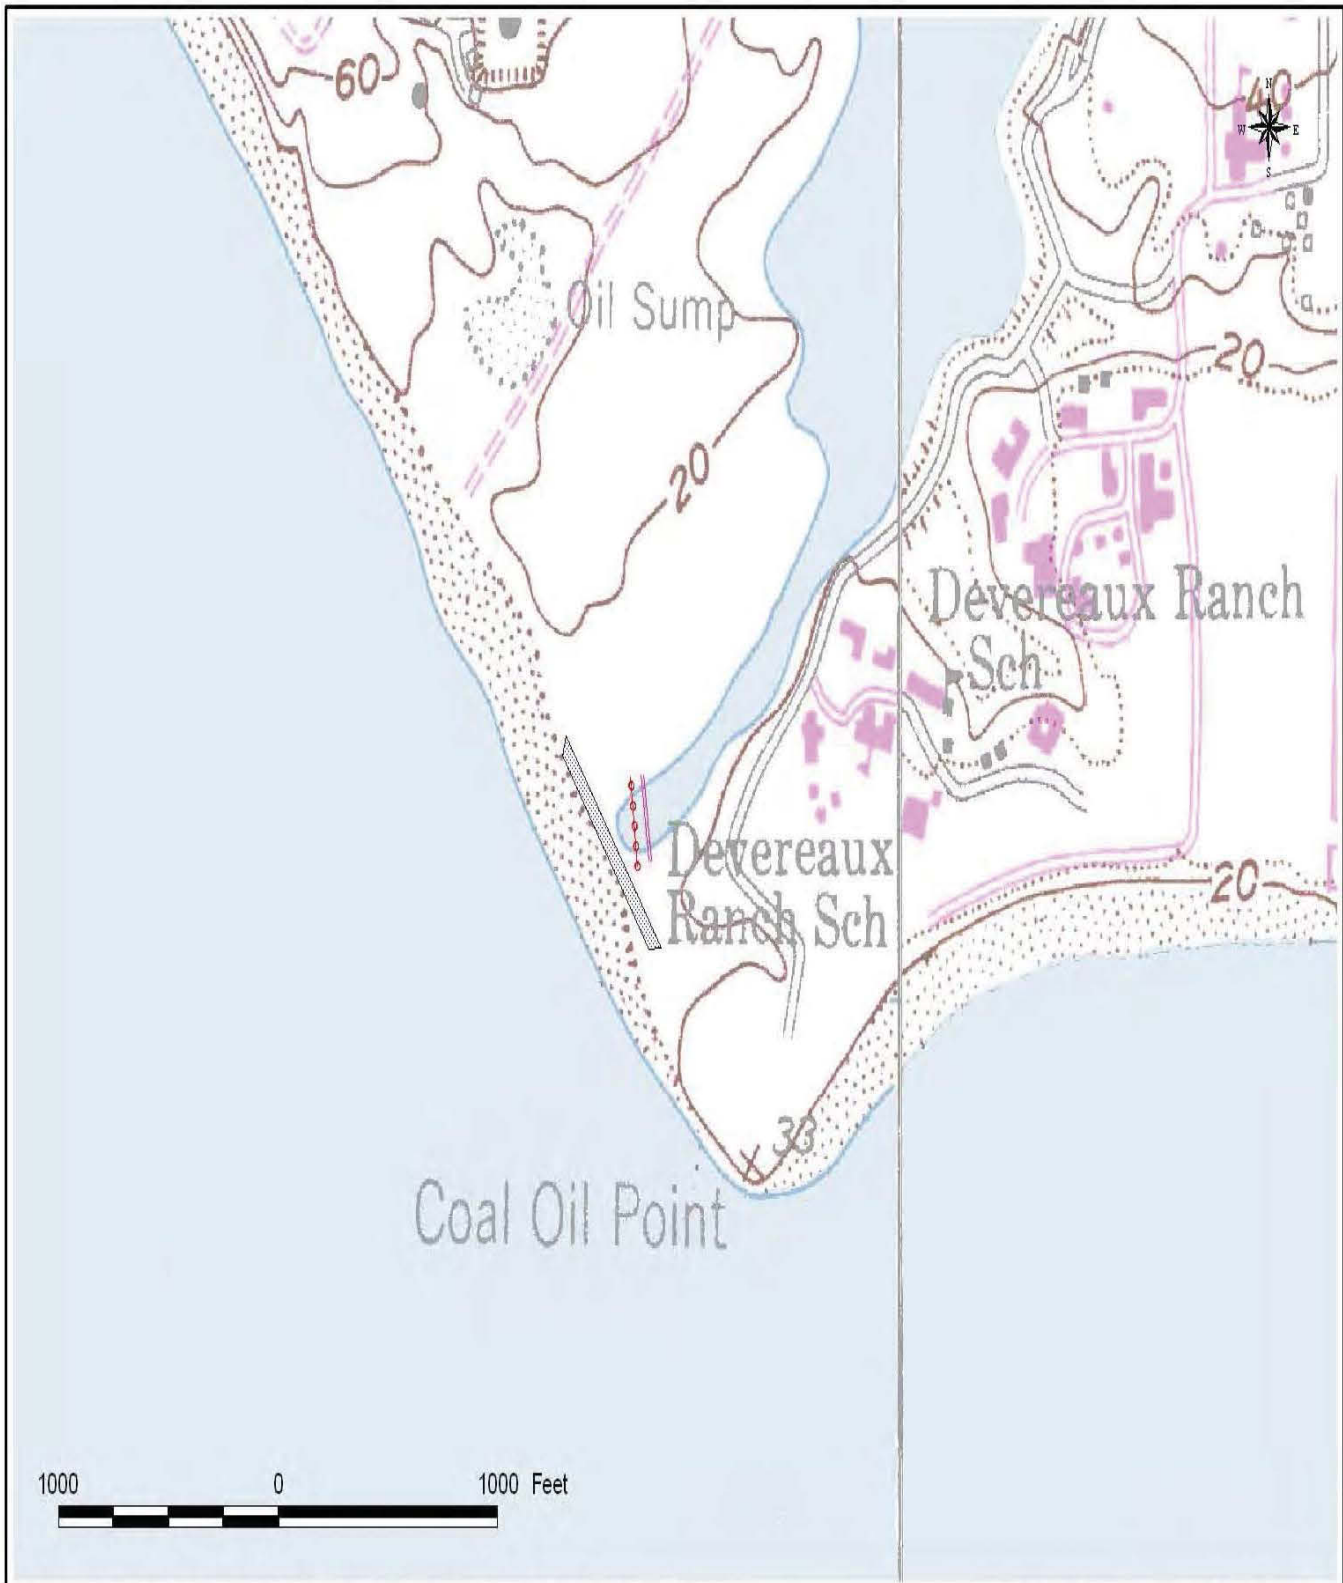 60
40
N
W E
S
Oil Sump
20
20
Devereaux Ranch
Sch
Devereaux
Ranch Sch
20
33
Coal Oil Point
1000 0 1000 Feet